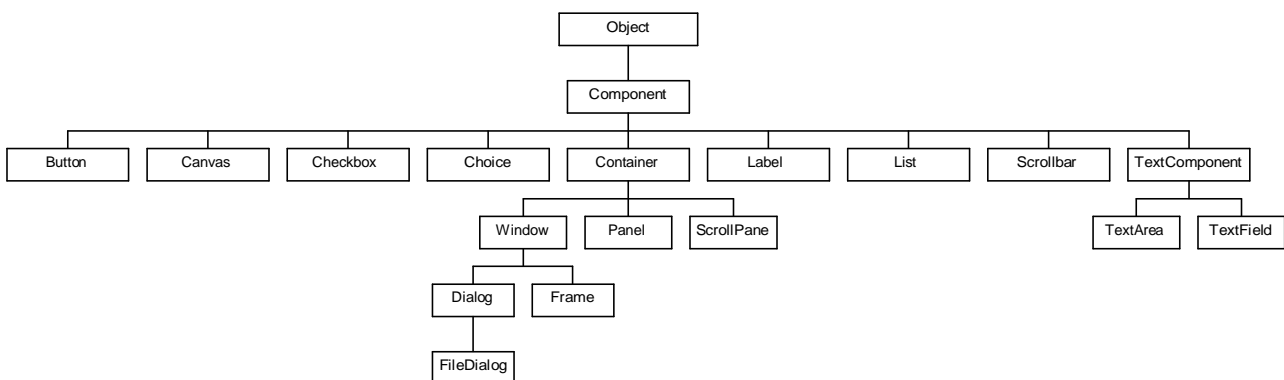 Object
Component
Button
Canvas
Checkbox
Choice
Container
Label
List
Scrollbar
TextComponent
Window
Panel
ScrollPane
TextArea
TextField
Dialog
Frame
FileDialog